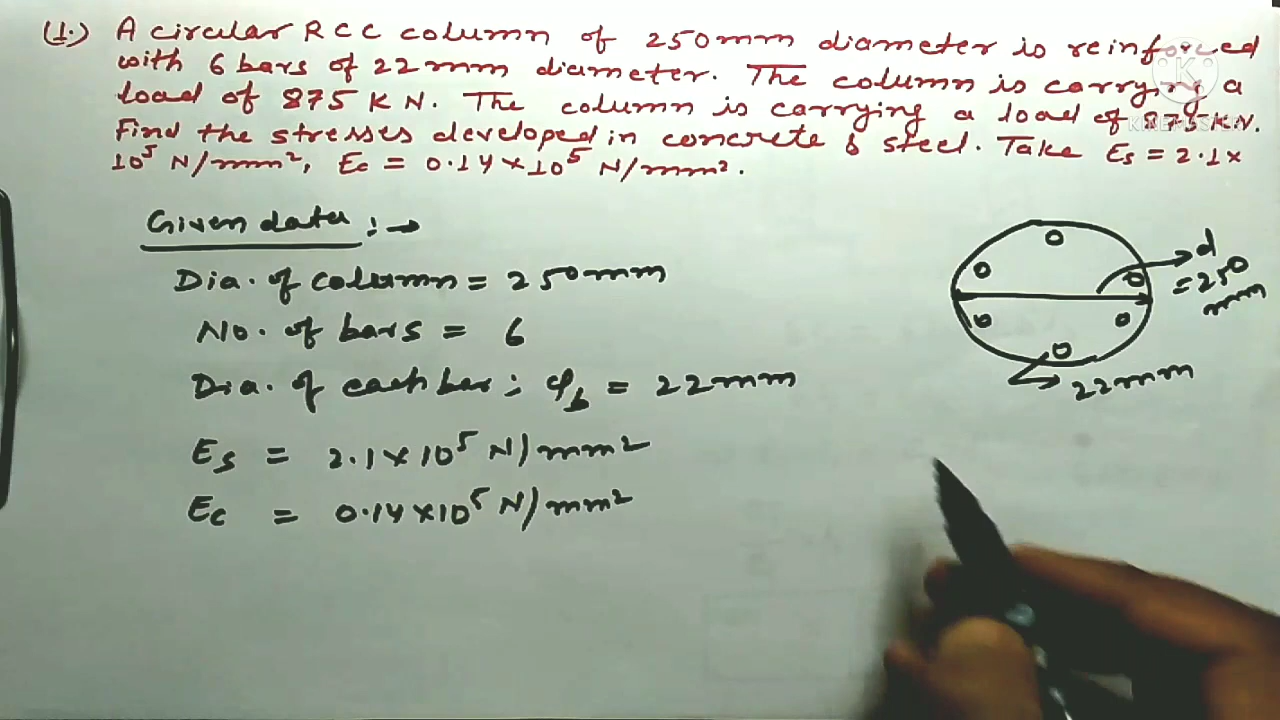 (1.) A circular RCC column of 250mm diameter is reinforced
with 6 bars of 22mm diameter. The column is carrying a
load of 875 KN. The column is carrying a load of 875 KN.
Find the stresses developed in concrete & steel. Take Es = 2.1×
10⁵ N/mm², Ec = 0.14×10⁵ N/mm².
Given data :→
Dia. of column = 250mm
No. of bars = 6
Dia. of each bar ; φb = 22mm
Es = 2.1×10⁵ N/mm²
Ec = 0.14×10⁵ N/mm²
d
= 250
mm
22mm
K
KINEMASTER